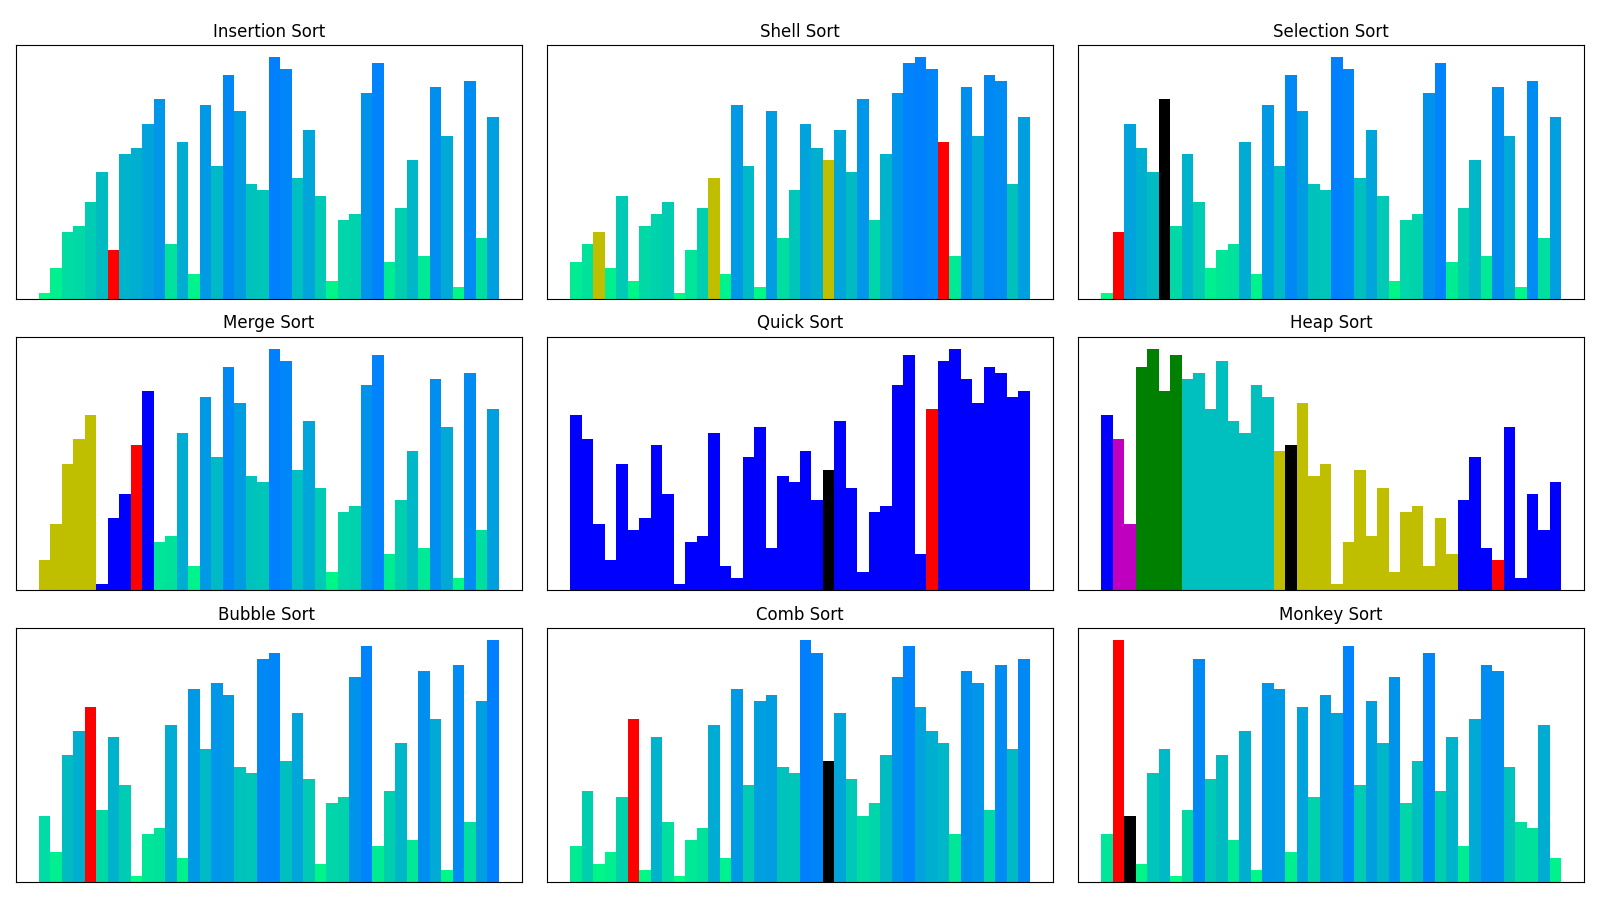 Insertion Sort
Shell Sort
Selection Sort
Merge Sort
Quick Sort
Heap Sort
Bubble Sort
Comb Sort
Monkey Sort